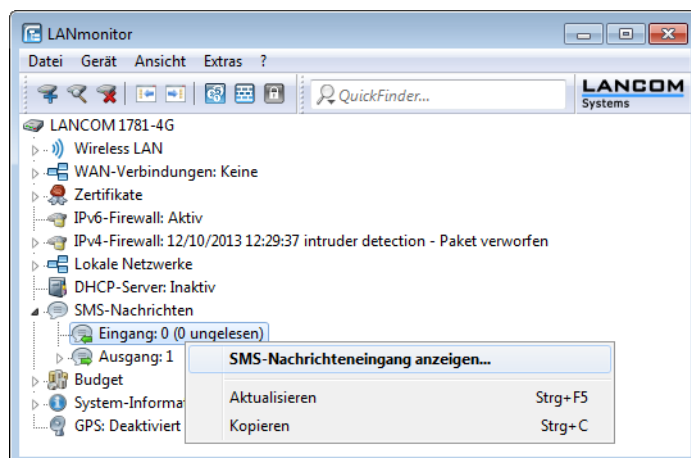 LANmonitor
Datei Gerät Ansicht Extras ?
QuickFinder...
LANCOM
Systems
LANCOM 1781-4G
Wireless LAN
WAN-Verbindungen: Keine
Zertifikate
IPv6-Firewall: Aktiv
IPv4-Firewall: 12/10/2013 12:29:37 intruder detection - Paket verworfen
Lokale Netzwerke
DHCP-Server: Inaktiv
SMS-Nachrichten
Eingang: 0 (0 ungelesen)
Ausgang: 1
SMS-Nachrichteneingang anzeigen...
Budget
System-Informa
Aktualisieren Strg+F5
GPS: Deaktiviert
Kopieren Strg+C